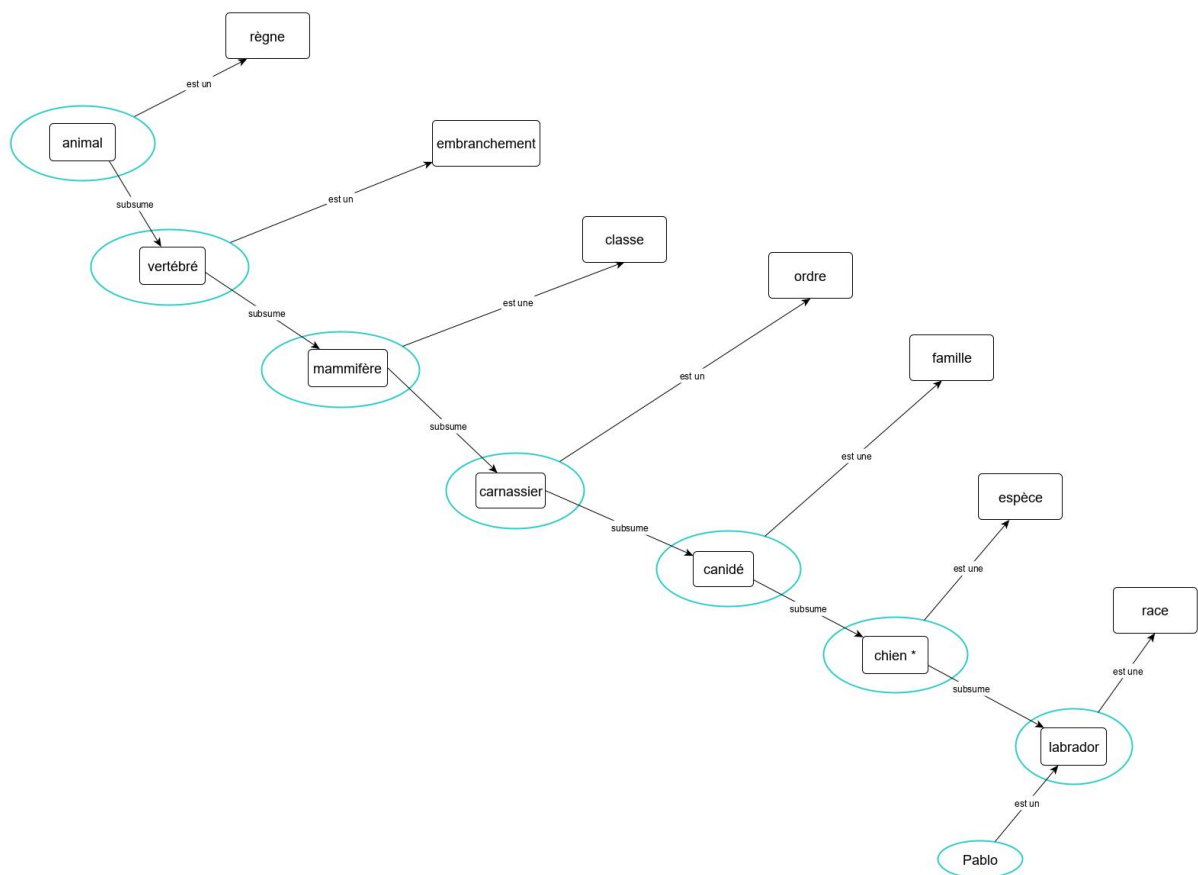 règne
est un
animal
embranchement
subsume
est un
classe
vertébré
ordre
est une
subsume
famille
mammifère
est un
subsume
est une
carnassier
espèce
subsume
canidé
est une
race
subsume
chien *
est une
subsume
labrador
est un
Pablo